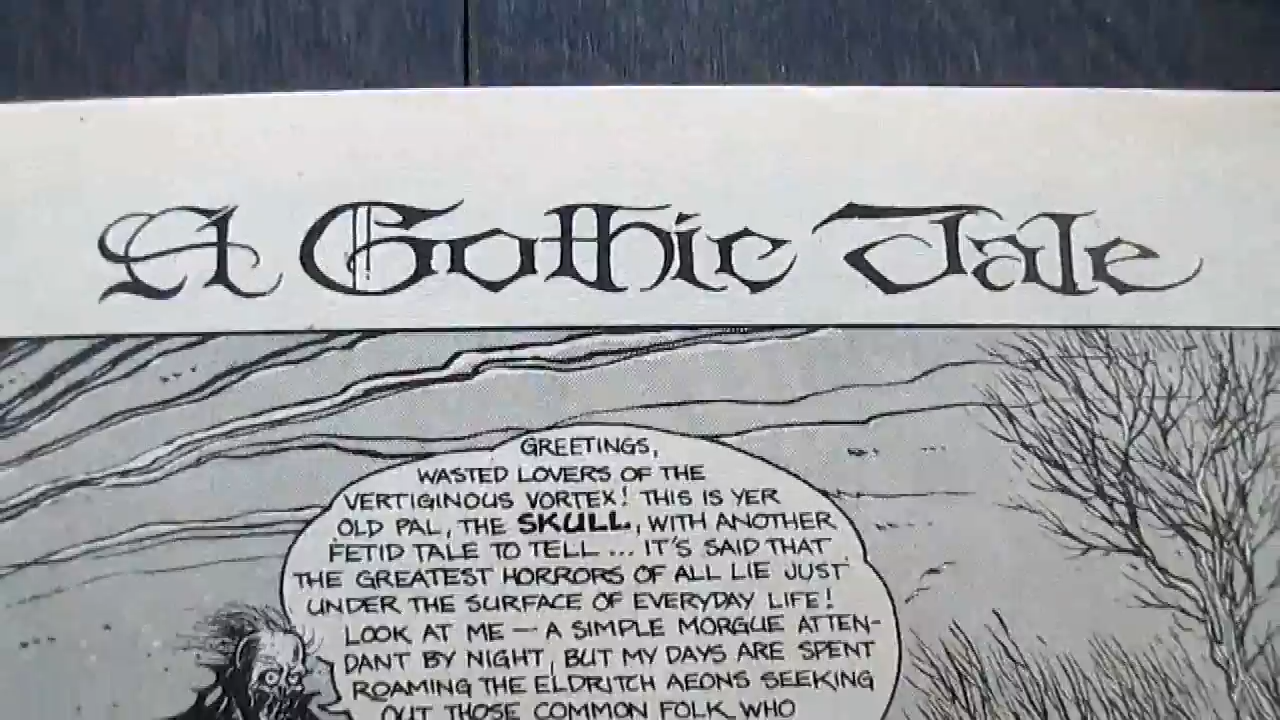 A Gothic Tale
GREETINGS,
WASTED LOVERS OF THE
VERTIGINOUS VORTEX! THIS IS YER
OLD PAL, THE SKULL, WITH ANOTHER
FETID TALE TO TELL ... IT'S SAID THAT
THE GREATEST HORRORS OF ALL LIE JUST
UNDER THE SURFACE OF EVERYDAY LIFE!
LOOK AT ME — A SIMPLE MORGUE ATTEN-
DANT BY NIGHT, BUT MY DAYS ARE SPENT
ROAMING THE ELDRITCH AEONS SEEKING
OUT THOSE COMMON FOLK WHO